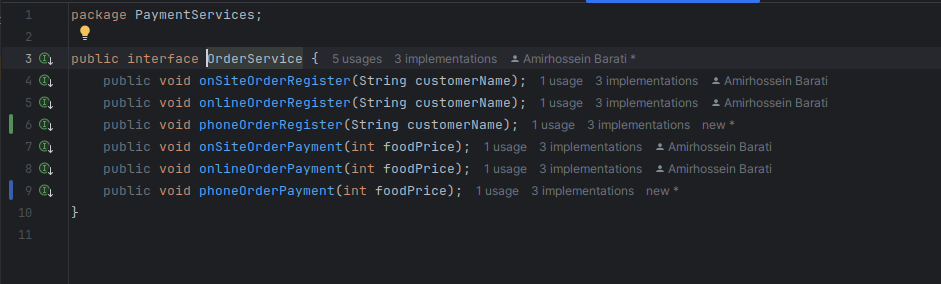 1 package PaymentServices;
2
3 public interface OrderService { 5 usages 3 implementations Amirhossein Barati *
4 public void onSiteOrderRegister(String customerName); 1 usage 3 implementations Amirhossein Barati
5 public void onlineOrderRegister(String customerName); 1 usage 3 implementations Amirhossein Barati
6 public void phoneOrderRegister(String customerName); 1 usage 3 implementations new *
7 public void onSiteOrderPayment(int foodPrice); 1 usage 3 implementations Amirhossein Barati
8 public void onlineOrderPayment(int foodPrice); 1 usage 3 implementations Amirhossein Barati
9 public void phoneOrderPayment(int foodPrice); 1 usage 3 implementations new *
10 }
11